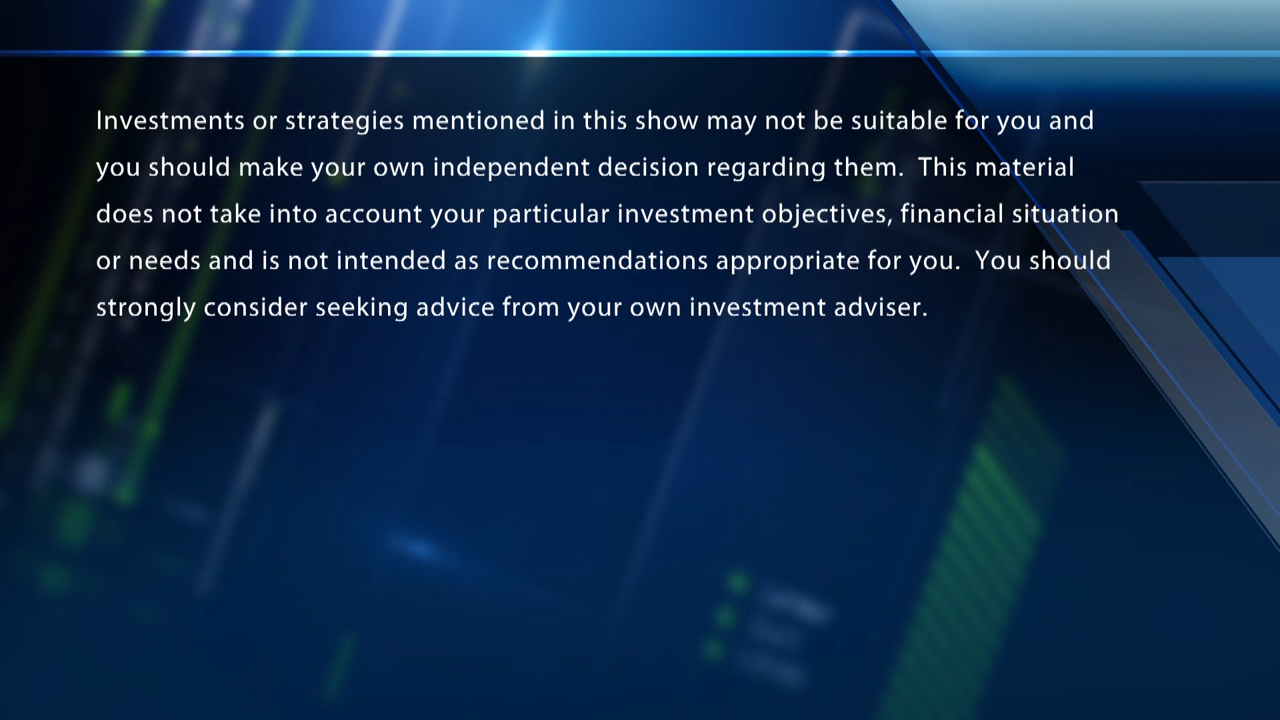 Investments or strategies mentioned in this show may not be suitable for you and
you should make your own independent decision regarding them.  This material
does not take into account your particular investment objectives, financial situation
or needs and is not intended as recommendations appropriate for you.  You should
strongly consider seeking advice from your own investment adviser.